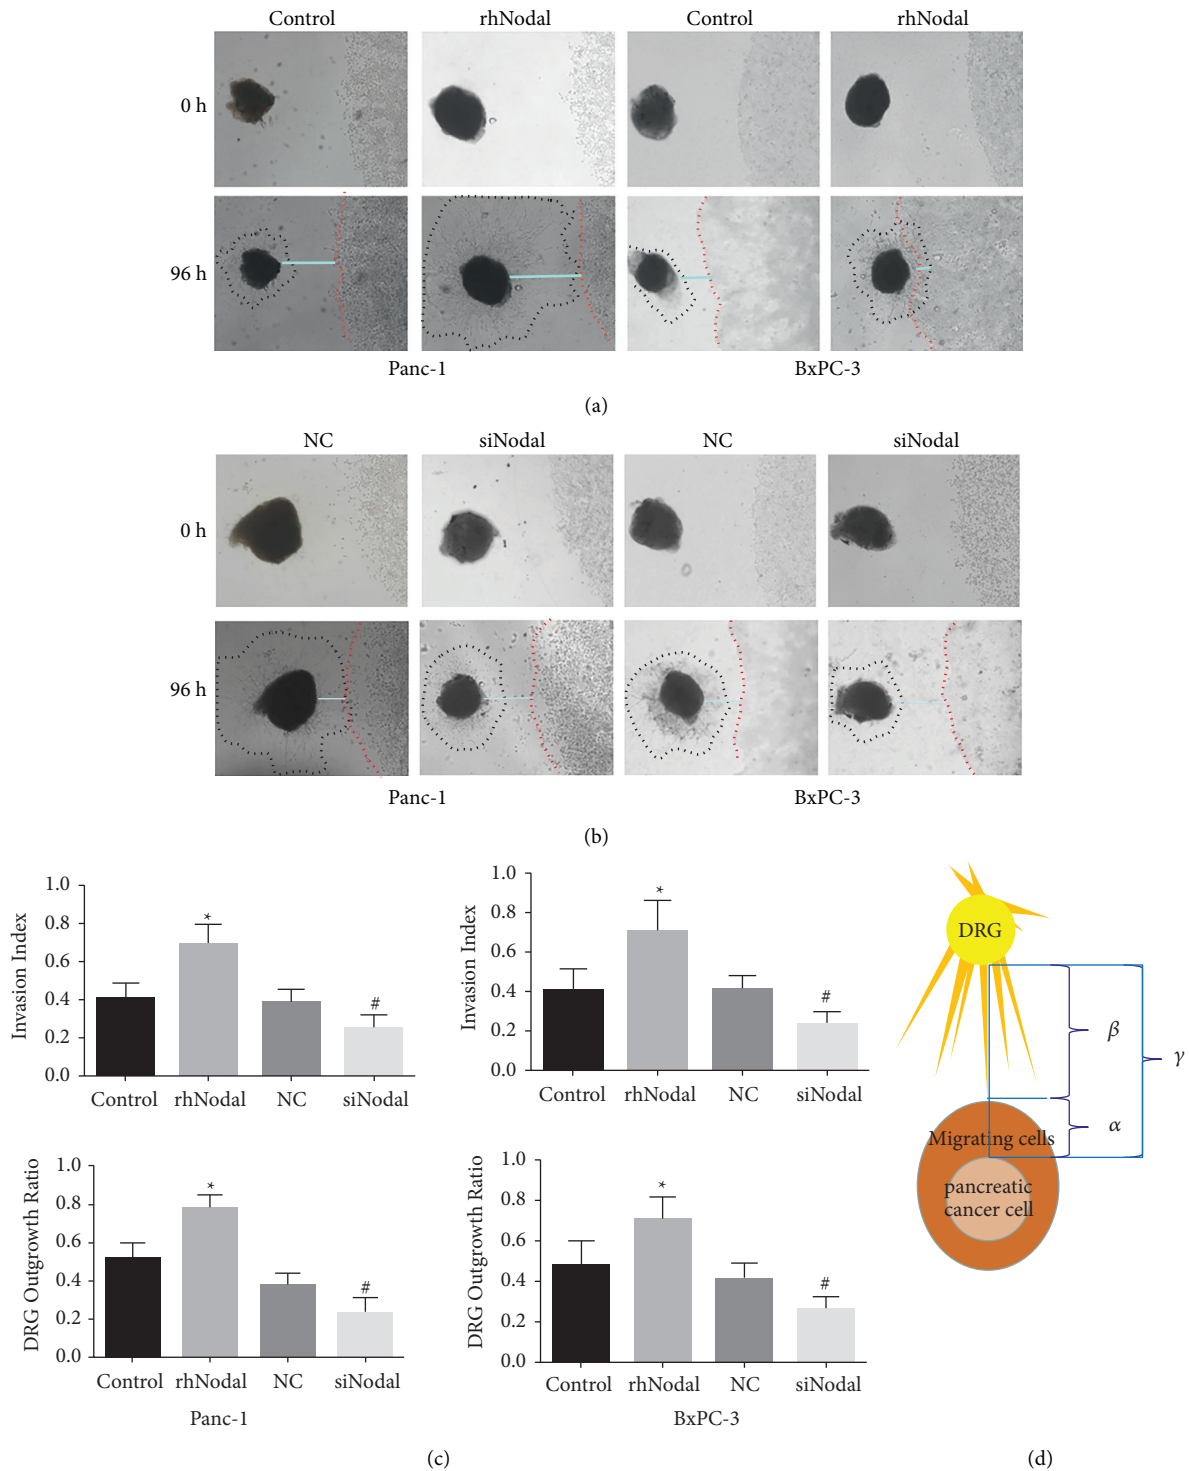 Control rhNodal Control rhNodal
0 h
96 h
Panc-1 BxPC-3
(a)
NC siNodal NC siNodal
0 h
96 h
Panc-1 BxPC-3
(b)
Invasion Index
1.0
0.8
0.6
0.4
0.2
0.0
*
#
Control rhNodal NC siNodal
Invasion Index
1.0
0.8
0.6
0.4
0.2
0.0
*
#
Control rhNodal NC siNodal
DRG Outgrowth Ratio
1.0
0.8
0.6
0.4
0.2
0.0
*
#
Control rhNodal NC siNodal
Panc-1
DRG Outgrowth Ratio
1.0
0.8
0.6
0.4
0.2
0.0
*
#
Control rhNodal NC siNodal
BxPC-3
(c)
DRG
β
γ
α
Migrating cells
pancreatic
cancer cell
(d)